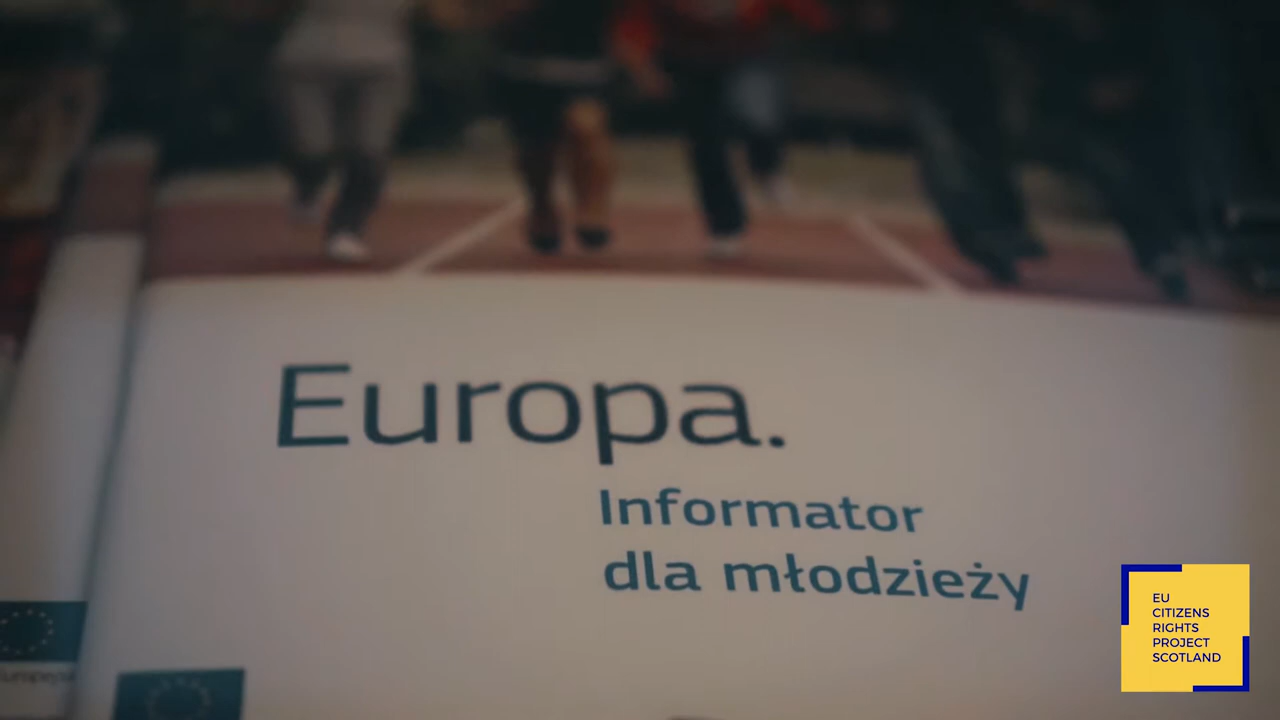 Europa.
Informator
dla młodzieży
EU
CITIZENS
RIGHTS
PROJECT
SCOTLAND